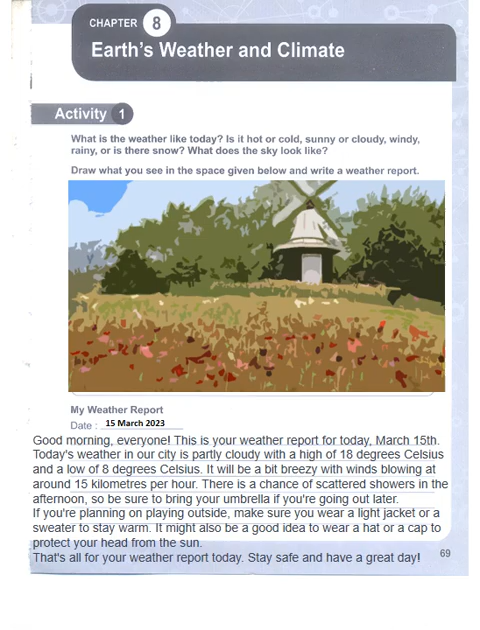 CHAPTER 8
Earth's Weather and Climate
Activity 1
What is the weather like today? Is it hot or cold, sunny or cloudy, windy,
rainy, or is there snow? What does the sky look like?
Draw what you see in the space given below and write a weather report.
My Weather Report
Date : 15 March 2023
Good morning, everyone! This is your weather report for today, March 15th.
Today's weather in our city is partly cloudy with a high of 18 degrees Celsius
and a low of 8 degrees Celsius. It will be a bit breezy with winds blowing at
around 15 kilometres per hour. There is a chance of scattered showers in the
afternoon, so be sure to bring your umbrella if you're going out later.
If you're planning on playing outside, make sure you wear a light jacket or a
sweater to stay warm. It might also be a good idea to wear a hat or a cap to
protect your head from the sun.
That's all for your weather report today. Stay safe and have a great day!
69